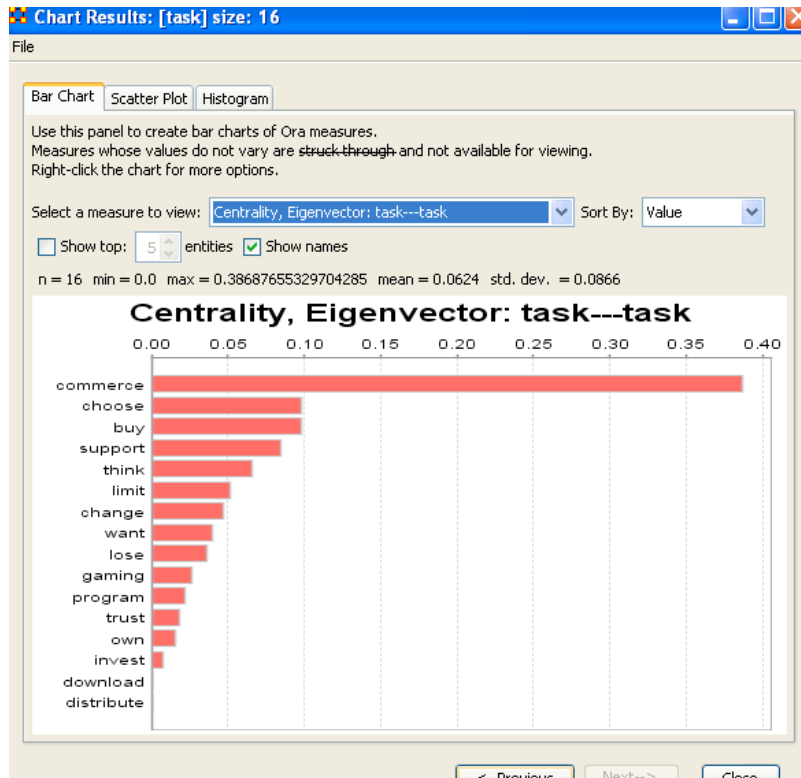 Chart Results: [task] size: 16
File
Bar Chart Scatter Plot Histogram
Use this panel to create bar charts of Ora measures.
Measures whose values do not vary are struck through and not available for viewing.
Right-click the chart for more options.
Select a measure to view: Centrality, Eigenvector: task---task Sort By: Value
Show top: 5 entities Show names
n = 16 min = 0.0 max = 0.38687655329704285 mean = 0.0624 std. dev. = 0.0866
Centrality, Eigenvector: task---task
0.00 0.05 0.10 0.15 0.20 0.25 0.30 0.35 0.40
commerce
choose
buy
support
think
limit
change
want
lose
gaming
program
trust
own
invest
download
distribute
< Previous Next--> Close